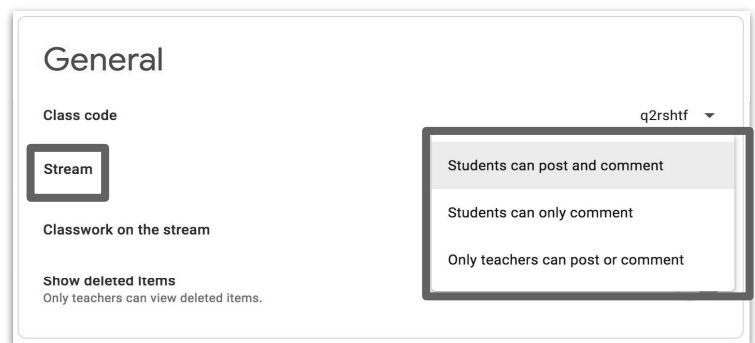 General
Class code
q2rshtf
Stream
Students can post and comment
Students can only comment
Classwork on the stream
Only teachers can post or comment
Show deleted items
Only teachers can view deleted items.